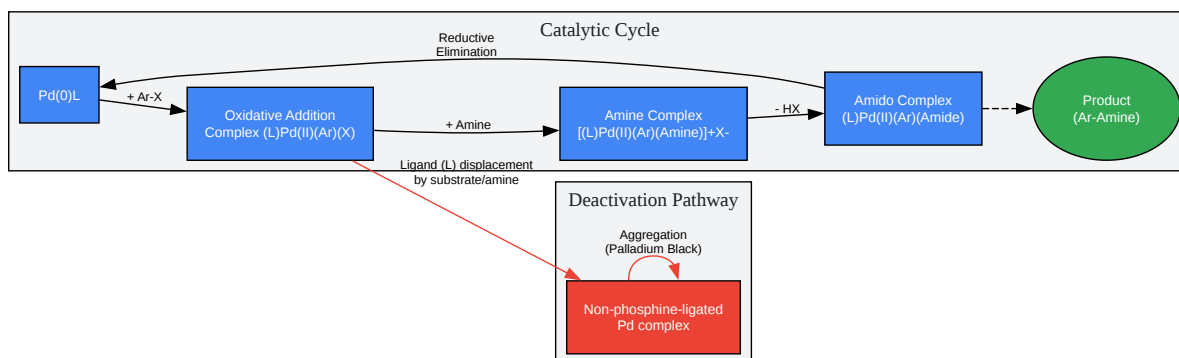 Catalytic Cycle
Reductive
Elimination
Pd(0)L
+ Ar-X
Oxidative Addition
Complex (L)Pd(II)(Ar)(X)
+ Amine
Amine Complex
[(L)Pd(II)(Ar)(Amine)]+X-
- HX
Amido Complex
(L)Pd(II)(Ar)(Amide)
Product
(Ar-Amine)
Ligand (L) displacement
by substrate/amine
Deactivation Pathway
Aggregation
(Palladium Black)
Non-phosphine-ligated
Pd complex